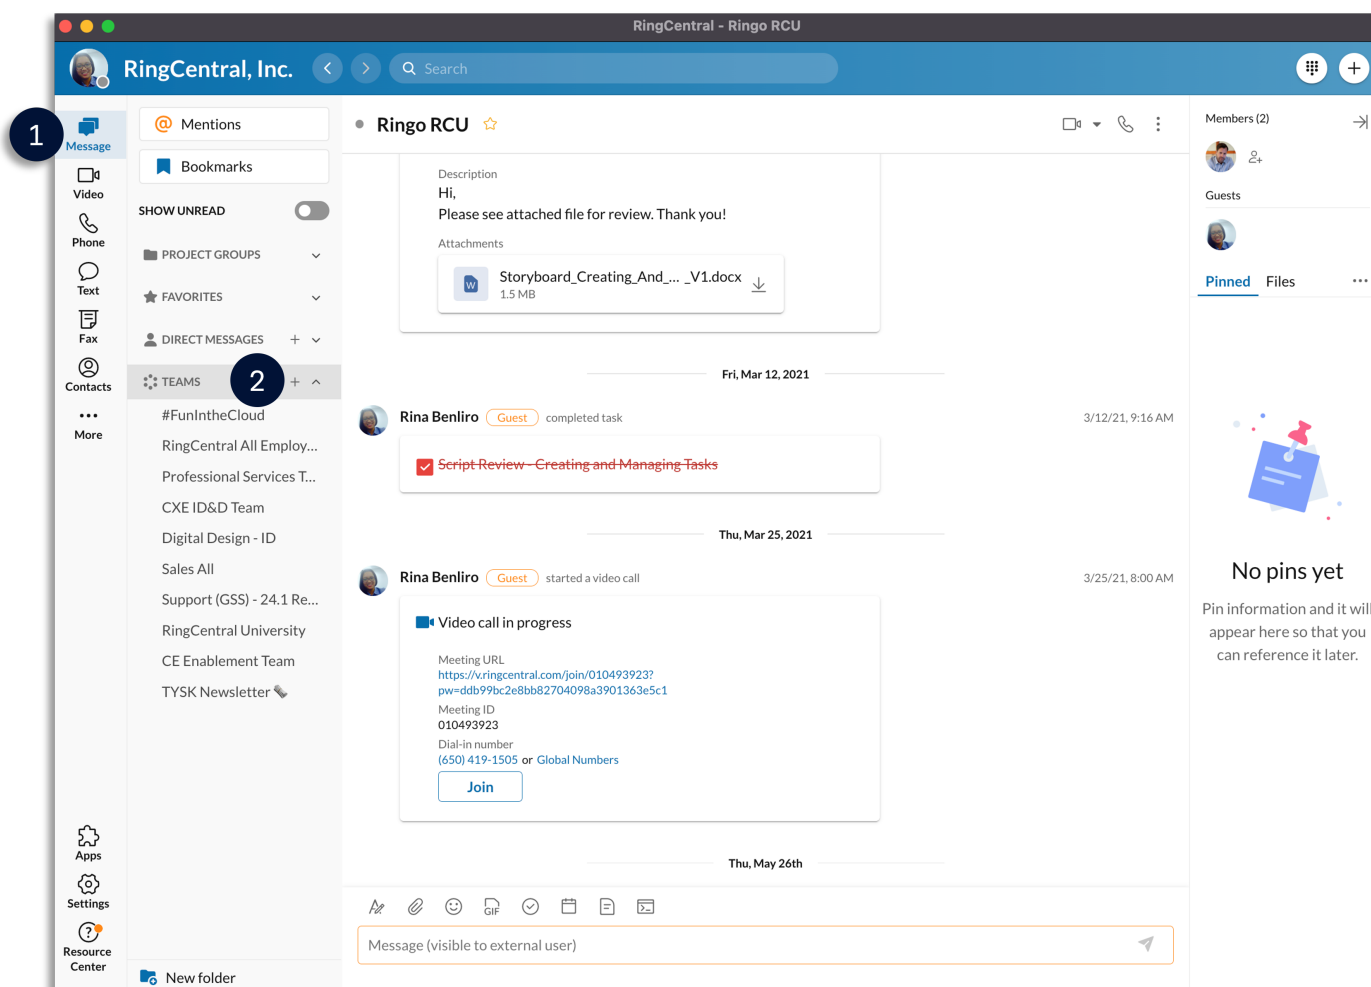 RingCentral - Ringo RCU
RingCentral, Inc.
Search
1
Message
Video
Phone
Text
Fax
Contacts
More
Apps
Settings
Resource
Center
@ Mentions
Bookmarks
SHOW UNREAD
PROJECT GROUPS
FAVORITES
DIRECT MESSAGES +
TEAMS 2 +
#FunIntheCloud
RingCentral All Employ...
Professional Services T...
CXE ID&D Team
Digital Design - ID
Sales All
Support (GSS) - 24.1 Re...
RingCentral University
CE Enablement Team
TYSK Newsletter
New folder
Ringo RCU
Description
Hi,
Please see attached file for review. Thank you!
Attachments
W
Storyboard_Creating_And_... _V1.docx
1.5 MB
Fri, Mar 12, 2021
Rina Benliro Guest completed task 3/12/21, 9:16 AM
Script Review - Creating and Managing Tasks
Thu, Mar 25, 2021
Rina Benliro Guest started a video call 3/25/21, 8:00 AM
Video call in progress
Meeting URL
https://v.ringcentral.com/join/010493923?
pw=ddb99bc2e8bb82704098a3901363e5c1
Meeting ID
010493923
Dial-in number
(650) 419-1505 or Global Numbers
Join
Thu, May 26th
GIF
Message (visible to external user)
Members (2)
Guests
Pinned Files
No pins yet
Pin information and it will
appear here so that you
can reference it later.